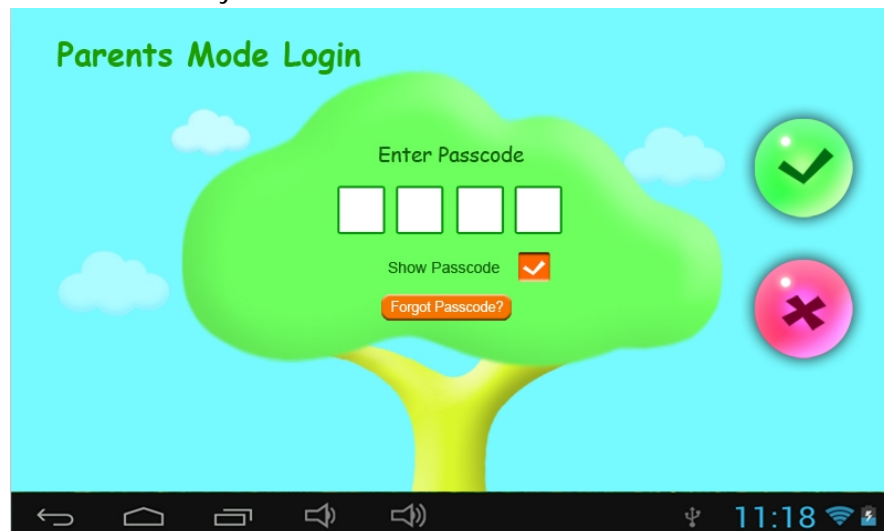 Parents Mode Login
Enter Passcode
Show Passcode
Forgot Passcode?
11:18